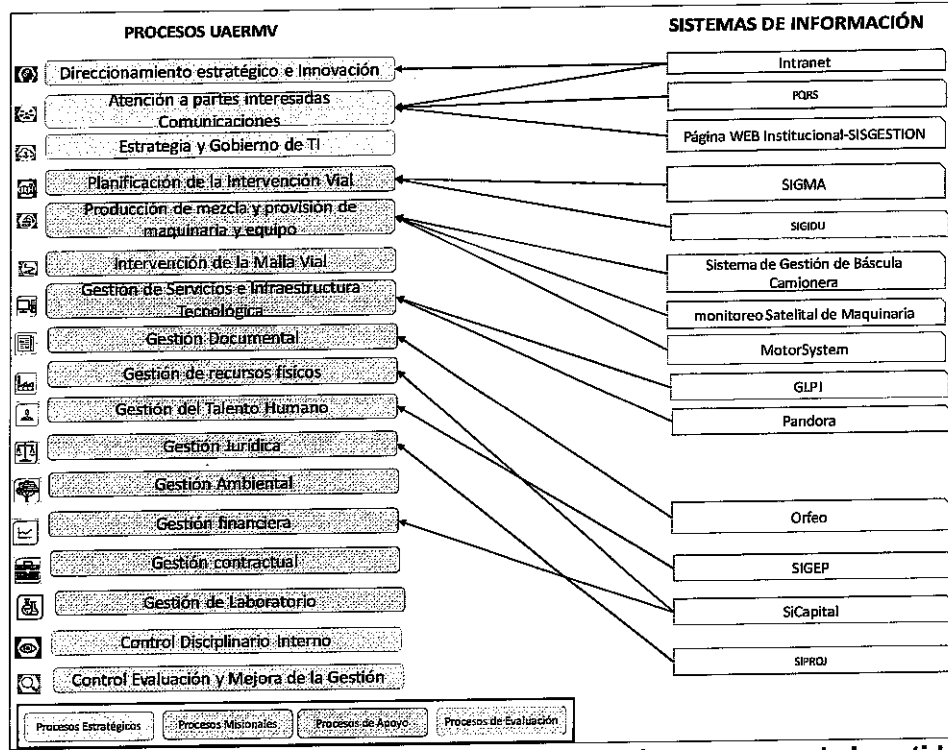 PROCESOS UAERMV
SISTEMAS DE INFORMACIÓN
Direccionamiento estratégico e Innovación
Atención a partes interesadas
Comunicaciones
Estrategia y Gobierno de TI
Planificación de la Intervención Vial
Producción de mezcla y provisión de
maquinaria y equipo
Intervención de la Malla Vial
Gestión de Servicios e Infraestructura
Tecnológica
Gestión Documental
Gestión de recursos físicos
Gestión del Talento Humano
Gestión Jurídica
Gestión Ambiental
Gestión financiera
Gestión contractual
Gestión de Laboratorio
Control Disciplinario Interno
Control Evaluación y Mejora de la Gestión
Intranet
PQRS
Página WEB Institucional-SISGESTION
SIGMA
SIGIDU
Sistema de Gestión de Báscula
Camionera
monitoreo Satelital de Maquinaria
MotorSystem
GLPI
Pandora
Orfeo
SIGEP
SiCapital
SIPROJ
Procesos Estratégicos
Procesos Misionales
Procesos de Apoyo
Procesos de Evaluación